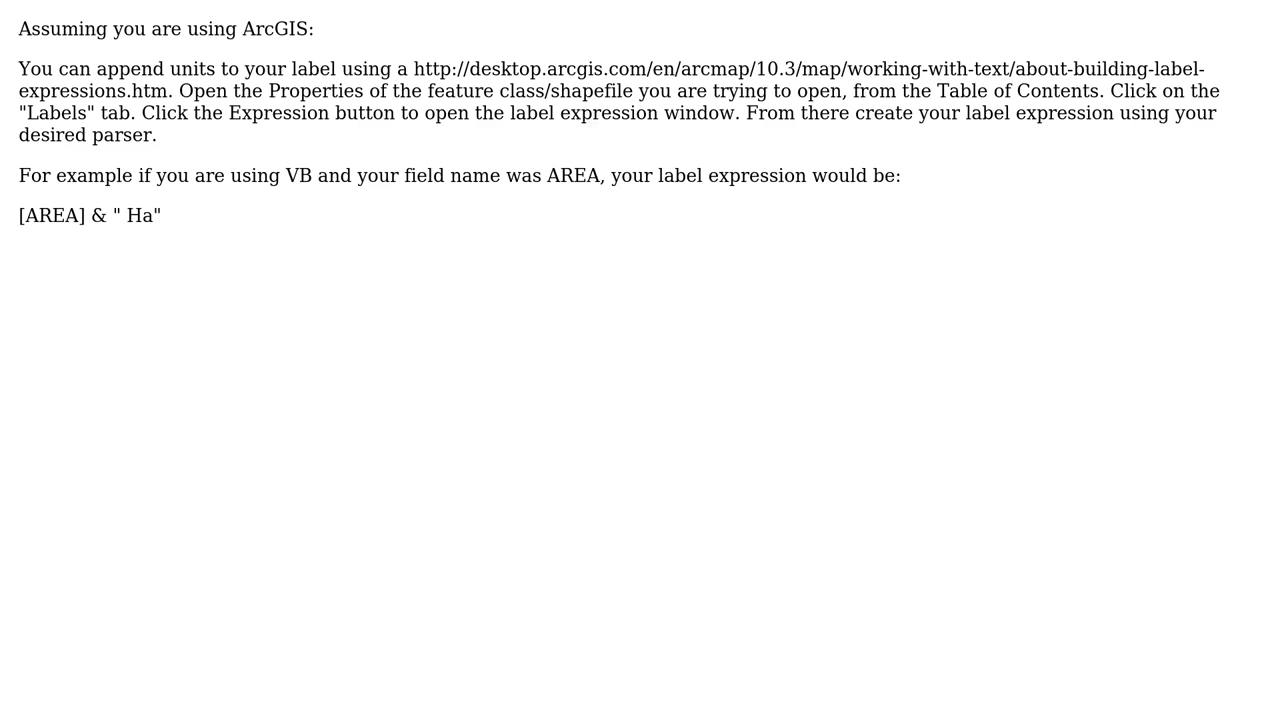 Assuming you are using ArcGIS:
You can append units to your label using a http://desktop.arcgis.com/en/arcmap/10.3/map/working-with-text/about-building-label-
expressions.htm. Open the Properties of the feature class/shapefile you are trying to open, from the Table of Contents. Click on the
"Labels" tab. Click the Expression button to open the label expression window. From there create your label expression using your
desired parser.
For example if you are using VB and your field name was AREA, your label expression would be:
[AREA] & " Ha"